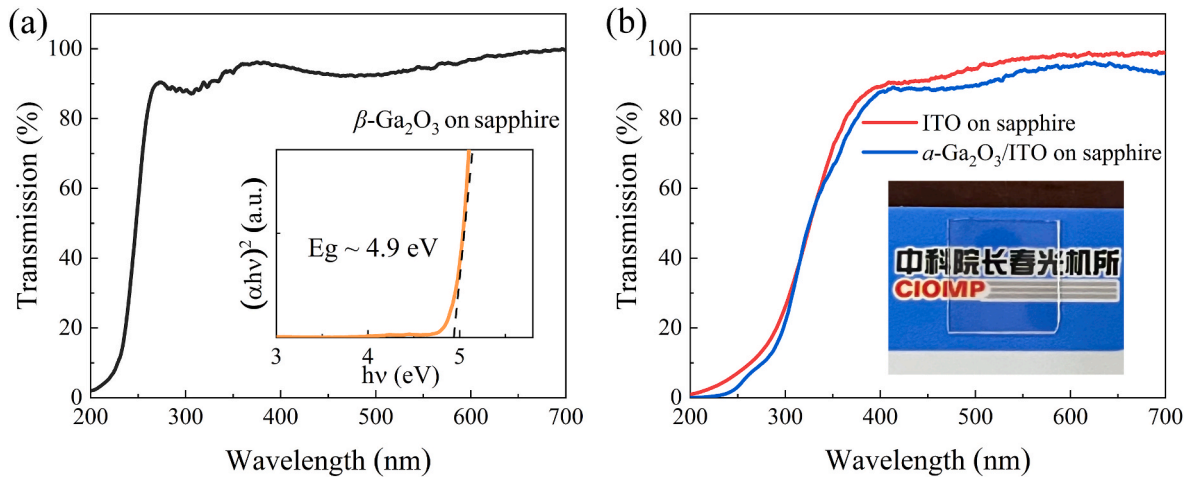 (a)
Transmission (%)
100
80
60
40
20
0
200
300
400
500
600
700
Wavelength (nm)
β-Ga₂O₃ on sapphire
(αhν)² (a.u.)
Eg ~ 4.9 eV
3
4
5
hν (eV)
(b)
Transmission (%)
100
80
60
40
20
0
200
300
400
500
600
700
Wavelength (nm)
ITO on sapphire
a-Ga₂O₃/ITO on sapphire
中科院长春光机所
CIOMP